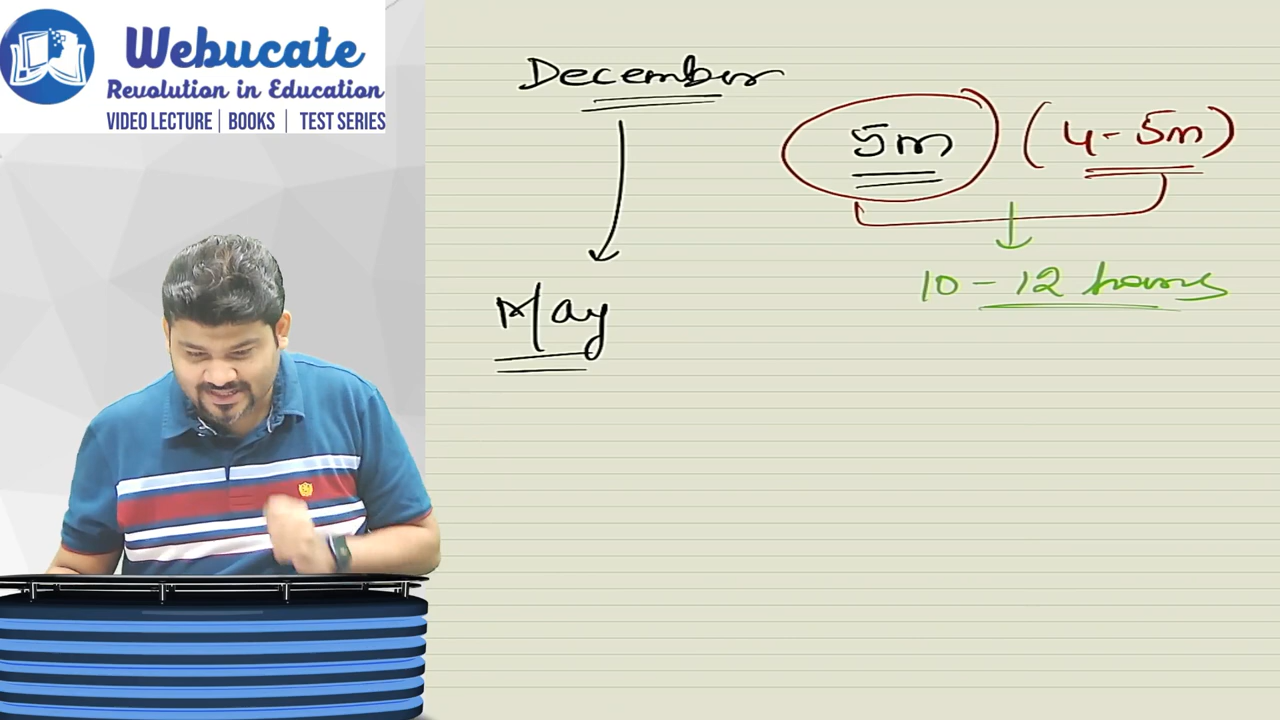 Webucate
Revolution in Education
VIDEO LECTURE | BOOKS | TEST SERIES
December
5m (4-5m)
10-12 hours
May